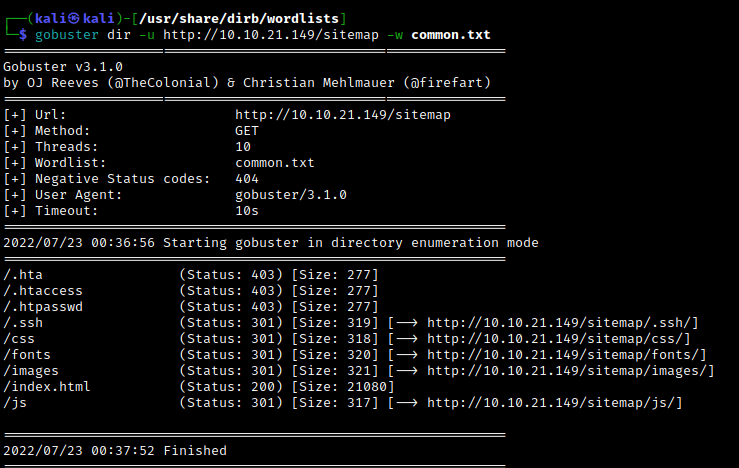 ┌──(kali㉿kali)-[/usr/share/dirb/wordlists]
└─$ gobuster dir -u http://10.10.21.149/sitemap -w common.txt
===============================================================
Gobuster v3.1.0
by OJ Reeves (@TheColonial) & Christian Mehlmauer (@firefart)
===============================================================
[+] Url:                     http://10.10.21.149/sitemap
[+] Method:                  GET
[+] Threads:                 10
[+] Wordlist:                common.txt
[+] Negative Status codes:   404
[+] User Agent:              gobuster/3.1.0
[+] Timeout:                 10s
===============================================================
2022/07/23 00:36:56 Starting gobuster in directory enumeration mode
===============================================================
/.hta                 (Status: 403) [Size: 277]
/.htaccess            (Status: 403) [Size: 277]
/.htpasswd            (Status: 403) [Size: 277]
/.ssh                 (Status: 301) [Size: 319] [--> http://10.10.21.149/sitemap/.ssh/]
/css                  (Status: 301) [Size: 318] [--> http://10.10.21.149/sitemap/css/]
/fonts                (Status: 301) [Size: 320] [--> http://10.10.21.149/sitemap/fonts/]
/images               (Status: 301) [Size: 321] [--> http://10.10.21.149/sitemap/images/]
/index.html           (Status: 200) [Size: 21080]
/js                   (Status: 301) [Size: 317] [--> http://10.10.21.149/sitemap/js/]
===============================================================
2022/07/23 00:37:52 Finished
===============================================================